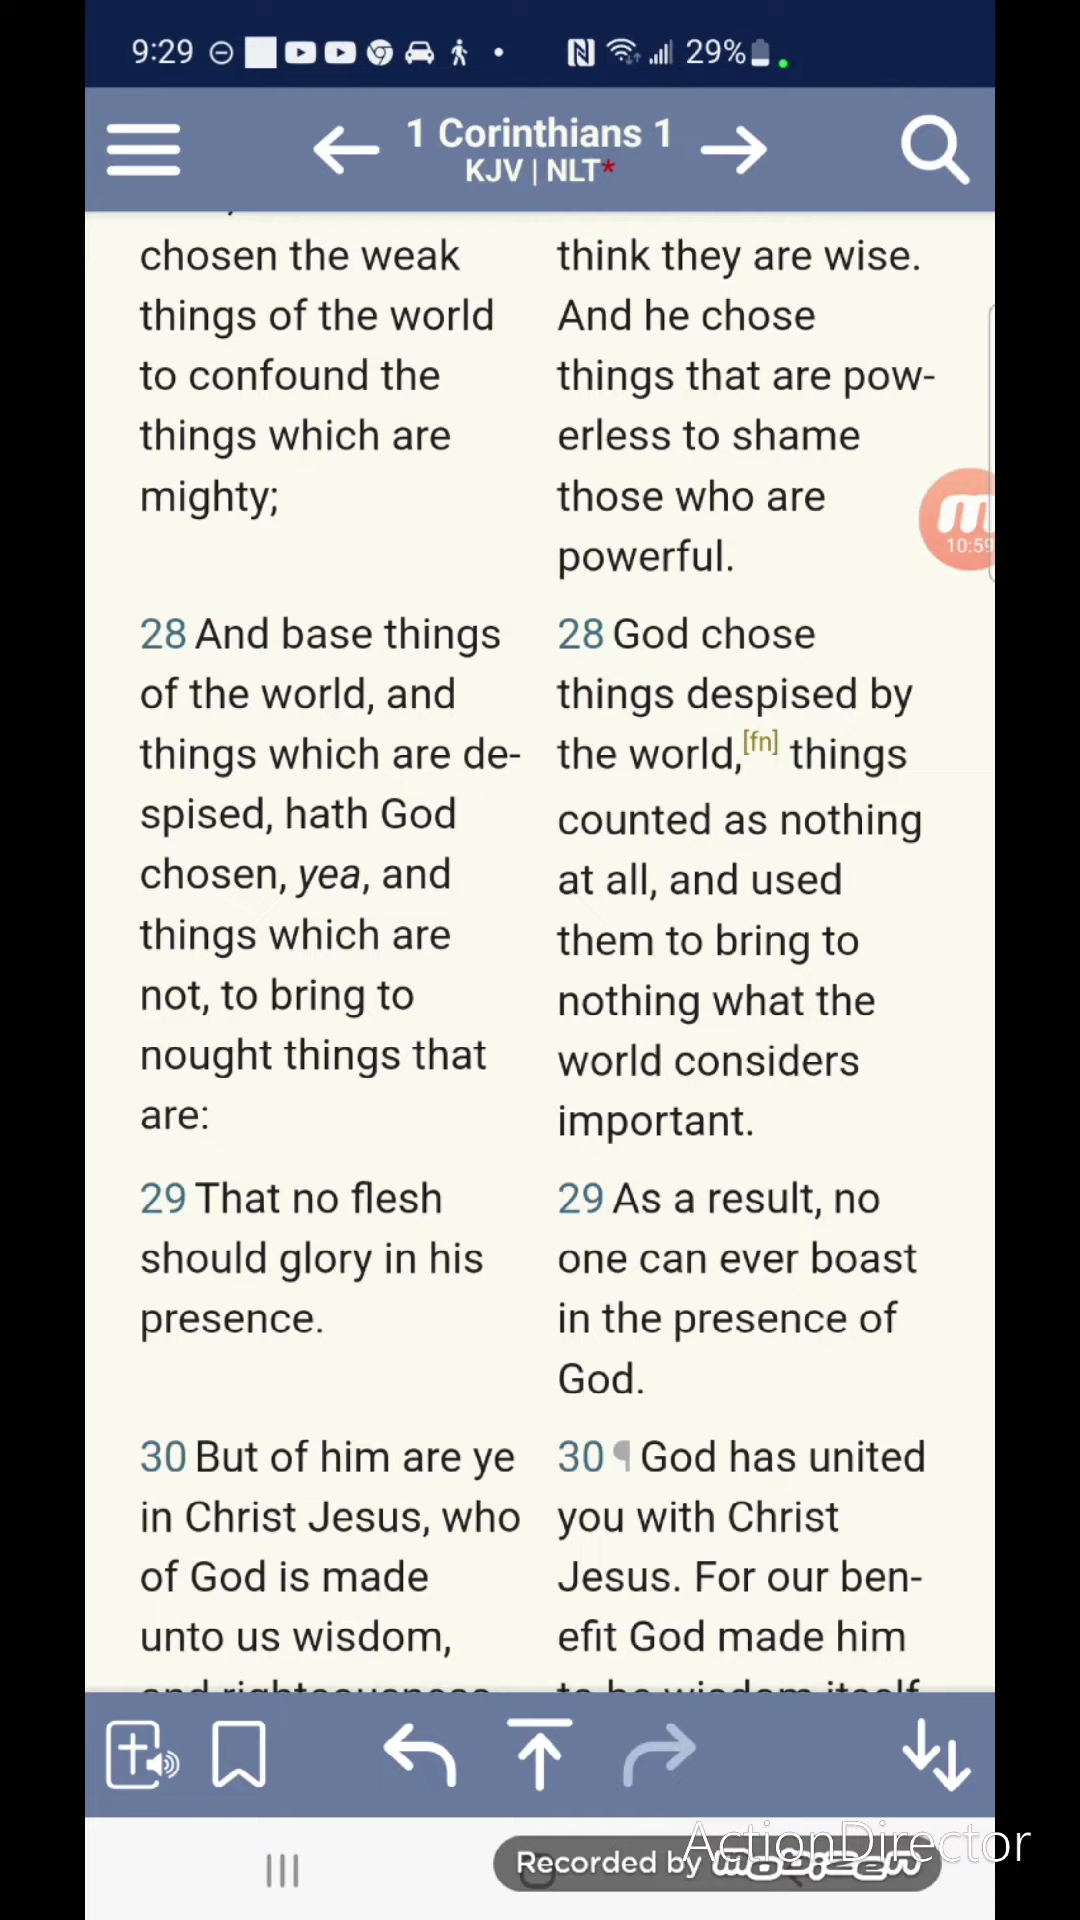 9:29 29%
1 Corinthians 1
KJV | NLT*
chosen the weak
things of the world
to confound the
things which are
mighty;
28 And base things
of the world, and
things which are de-
spised, hath God
chosen, yea, and
things which are
not, to bring to
nought things that
are:
29 That no flesh
should glory in his
presence.
30 But of him are ye
in Christ Jesus, who
of God is made
unto us wisdom,
and righteousness
think they are wise.
And he chose
things that are pow-
erless to shame
those who are
powerful.
28 God chose
things despised by
the world,[fn] things
counted as nothing
at all, and used
them to bring to
nothing what the
world considers
important.
29 As a result, no
one can ever boast
in the presence of
God.
30 ¶ God has united
you with Christ
Jesus. For our ben-
efit God made him
to be wisdom itself
10:59
ActionDirector
Recorded by MOBIZEN